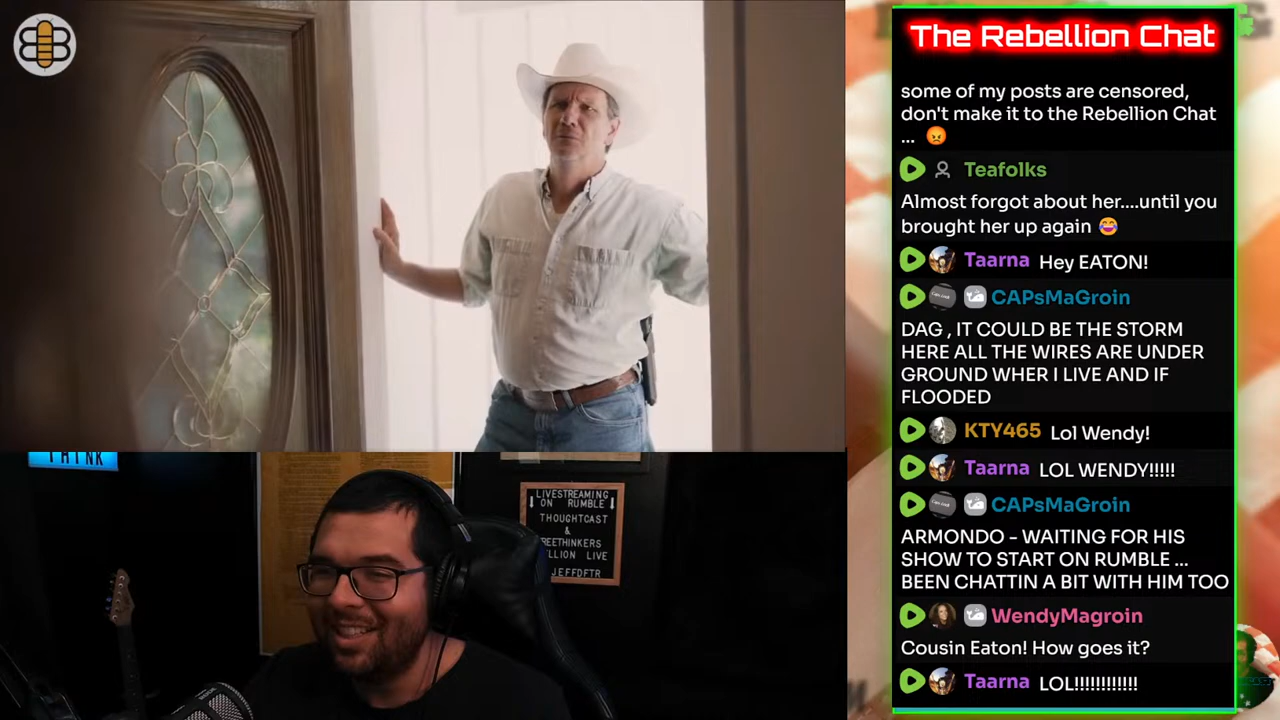 The Rebellion Chat
some of my posts are censored,
don't make it to the Rebellion Chat
... 😡
Teafolks
Almost forgot about her....until you
brought her up again 😂
Taarna Hey EATON!
CAPsMaGroin
DAG , IT COULD BE THE STORM
HERE ALL THE WIRES ARE UNDER
GROUND WHER I LIVE AND IF
FLOODED
KTY465 Lol Wendy!
Taarna LOL WENDY!!!!!
CAPsMaGroin
ARMONDO - WAITING FOR HIS
SHOW TO START ON RUMBLE ...
BEEN CHATTIN A BIT WITH HIM TOO
WendyMagroin
Cousin Eaton! How goes it?
Taarna LOL!!!!!!!!!!!!
THINK
LIVESTREAMING
ON RUMBLE
THOUGHTCAST
&
REETHINKERS
ELLION LIVE
JEFFDFTR